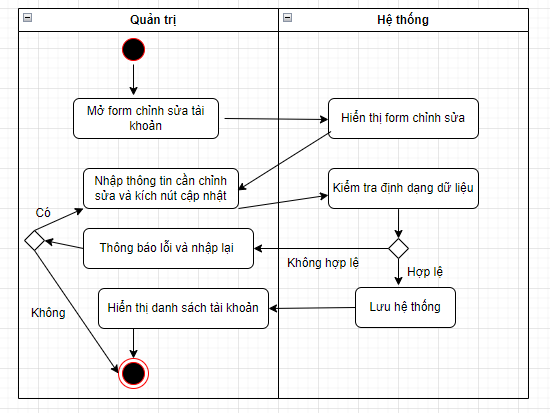 Quản trị
Hệ thống
Mở form chỉnh sửa tài
khoản
Hiển thị form chỉnh sửa
Nhập thông tin cần chỉnh
sửa và kích nút cập nhật
Kiểm tra định dạng dữ liệu
Có
Thông báo lỗi và nhập lại
Không hợp lệ
Hợp lệ
Không
Hiển thị danh sách tài khoản
Lưu hệ thống